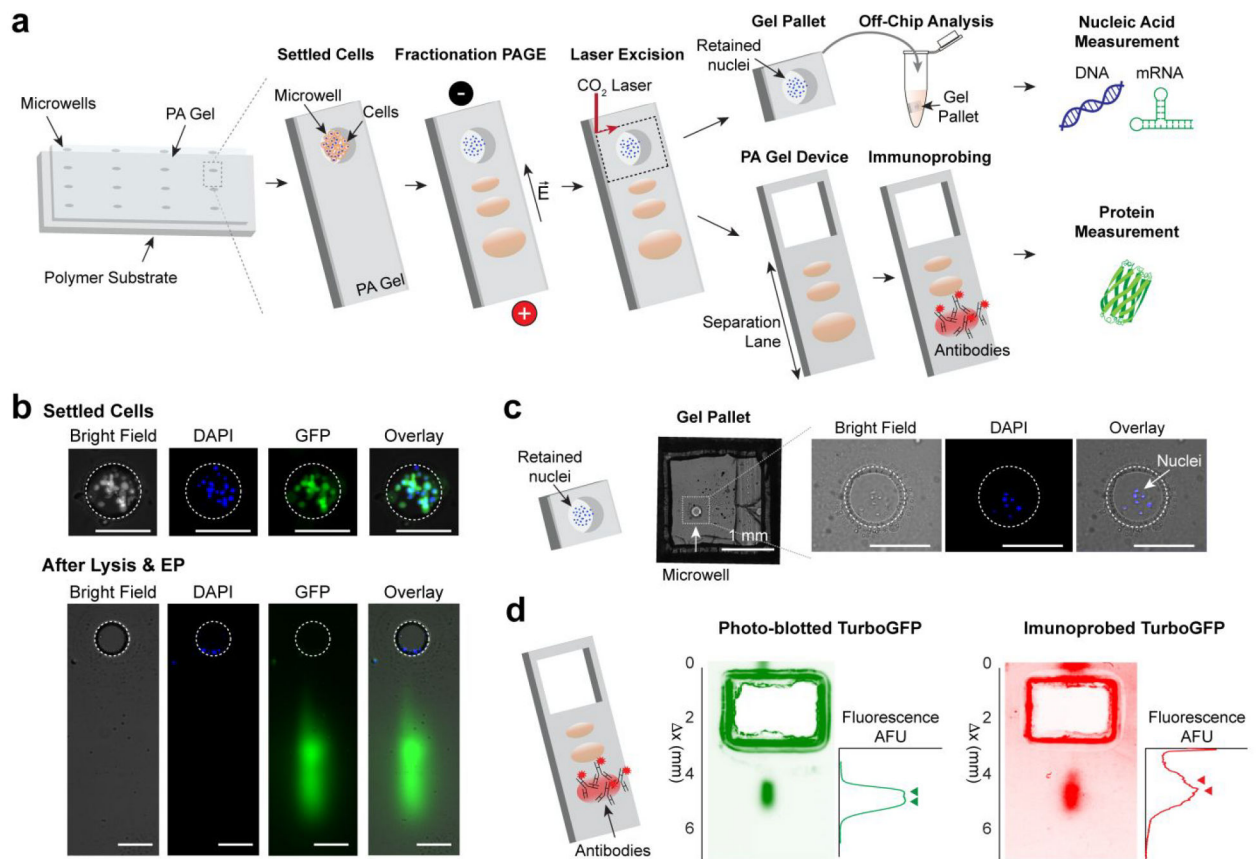 a
Settled Cells
Fractionation PAGE
Laser Excision
Gel Pallet
Off-Chip Analysis
Nucleic Acid
Measurement
Microwells
PA Gel
Microwell
Cells
CO2 Laser
Retained
nuclei
Gel
Pallet
DNA
mRNA
E
PA Gel Device
Immunoprobing
Protein
Measurement
Polymer Substrate
PA Gel
Separation
Lane
Antibodies
b
Settled Cells
Bright Field
DAPI
GFP
Overlay
After Lysis & EP
Bright Field
DAPI
GFP
Overlay
c
Gel Pallet
Bright Field
DAPI
Overlay
Retained
nuclei
Nuclei
1 mm
Microwell
d
Photo-blotted TurboGFP
Imunoprobed TurboGFP
0
2
4
6
Δx (mm)
Fluorescence
AFU
0
2
4
6
Δx (mm)
Fluorescence
AFU
Antibodies